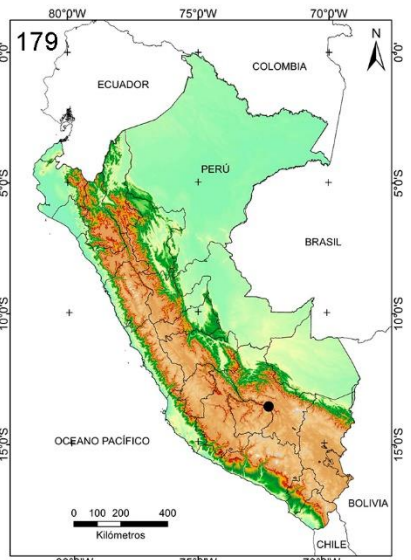 80°0'W 75°0'W 70°0'W
179
N
0°0' 0°0'
COLOMBIA
ECUADOR
PERÚ
5°0'S 5°0'S
BRASIL
10°0'S 10°0'S
OCEANO PACÍFICO
15°0'S 15°0'S
BOLIVIA
0 100 200 400
Kilómetros
CHILE